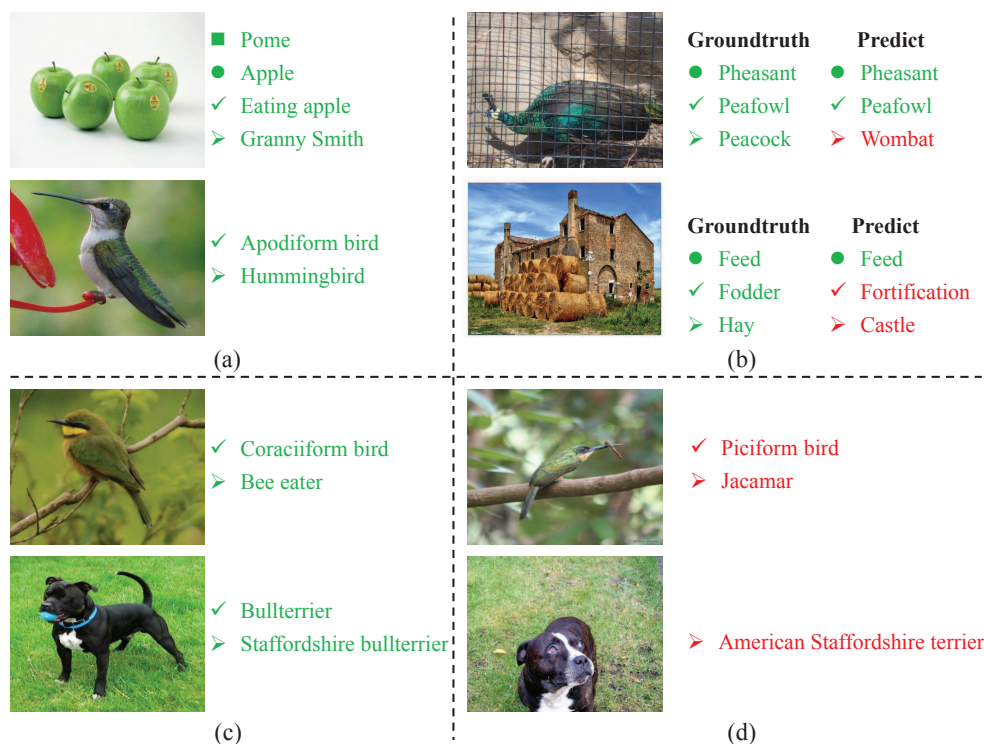 ■ Pome
● Apple
✓ Eating apple
➢ Granny Smith
✓ Apodiform bird
➢ Hummingbird
(a)
Groundtruth Predict
● Pheasant ● Pheasant
✓ Peafowl ✓ Peafowl
➢ Peacock ➢ Wombat
Groundtruth Predict
● Feed ● Feed
✓ Fodder ✓ Fortification
➢ Hay ➢ Castle
(b)
✓ Coraciiform bird
➢ Bee eater
✓ Bullterrier
➢ Staffordshire bullterrier
(c)
✓ Piciform bird
➢ Jacamar
➢ American Staffordshire terrier
(d)